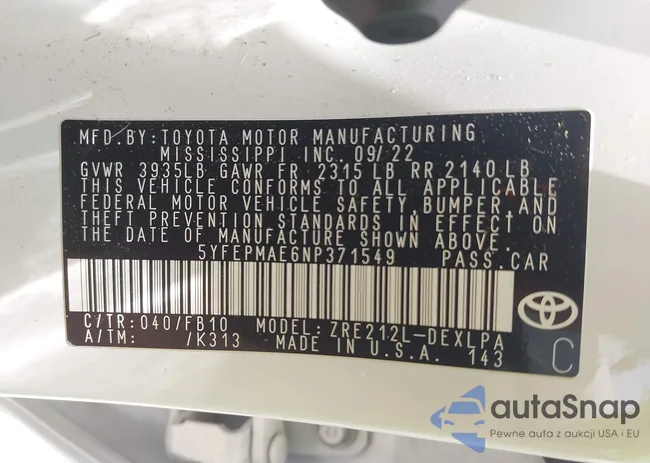 MFD.BY: TOYOTA MOTOR MANUFACTURING
MISSISSIPPI INC. 09/22
GVWR 3935LB GAWR FR 2315 LB RR 2140 LB
THIS VEHICLE CONFORMS TO ALL APPLICABLE
FEDERAL MOTOR VEHICLE SAFETY, BUMPER AND
THEFT PREVENTION STANDARDS IN EFFECT ON
THE DATE OF MANUFACTURE SHOWN ABOVE.
5YFEPMAE6NP371549 PASS.CAR
C/TR: 040/FB10 MODEL: ZRE212L-DEXLPA
A/TM: /K313 MADE IN U.S.A. 143
C
autaSnap
Pewne auta z aukcji USA i EU